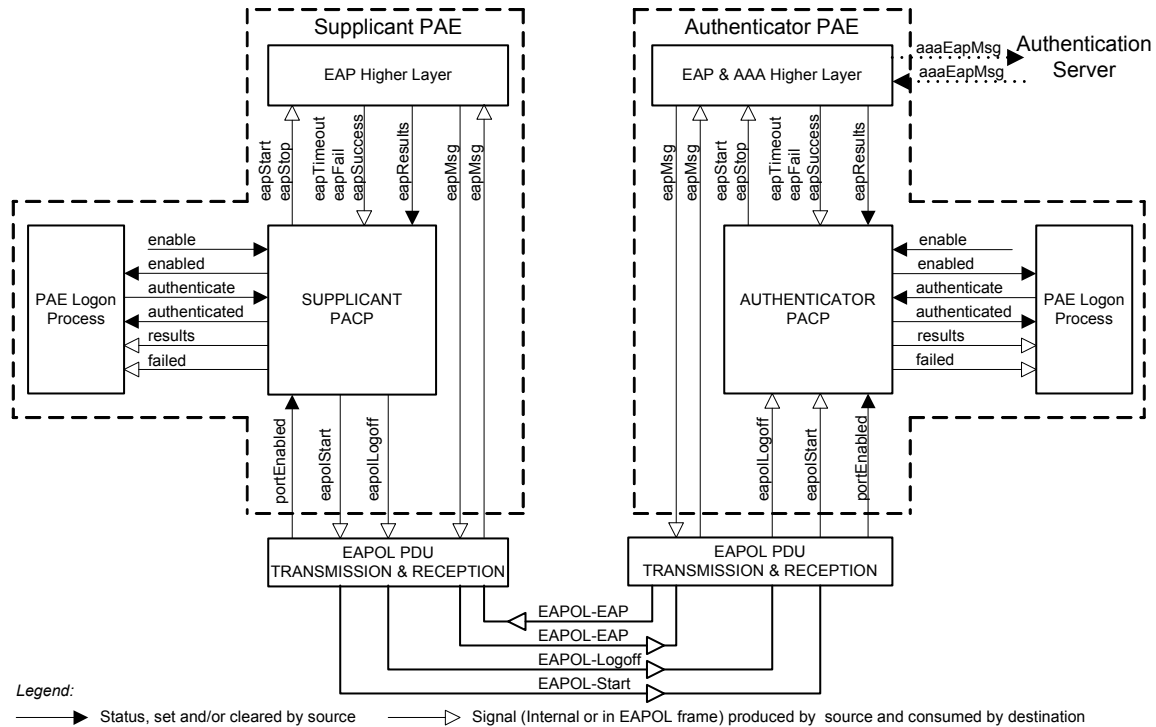 Supplicant PAE
Authenticator PAE
EAP Higher Layer
EAP & AAA Higher Layer
aaaEapMsg
aaaEapMsg
Authentication
Server
eapStart
eapStop
eapTimeout
eapFail
eapSuccess
eapResults
eapMsg
eapMsg
eapMsg
eapMsg
eapStart
eapStop
eapTimeout
eapFail
eapSuccess
eapResults
PAE Logon
Process
enable
enabled
authenticate
authenticated
results
failed
SUPPLICANT
PACP
AUTHENTICATOR
PACP
enable
enabled
authenticate
authenticated
results
failed
PAE Logon
Process
portEnabled
eapolStart
eapolLogoff
eapolLogoff
eapolStart
portEnabled
EAPOL PDU
TRANSMISSION & RECEPTION
EAPOL PDU
TRANSMISSION & RECEPTION
EAPOL-EAP
EAPOL-EAP
EAPOL-Logoff
EAPOL-Start
Legend:
Status, set and/or cleared by source
Signal (Internal or in EAPOL frame) produced by source and consumed by destination